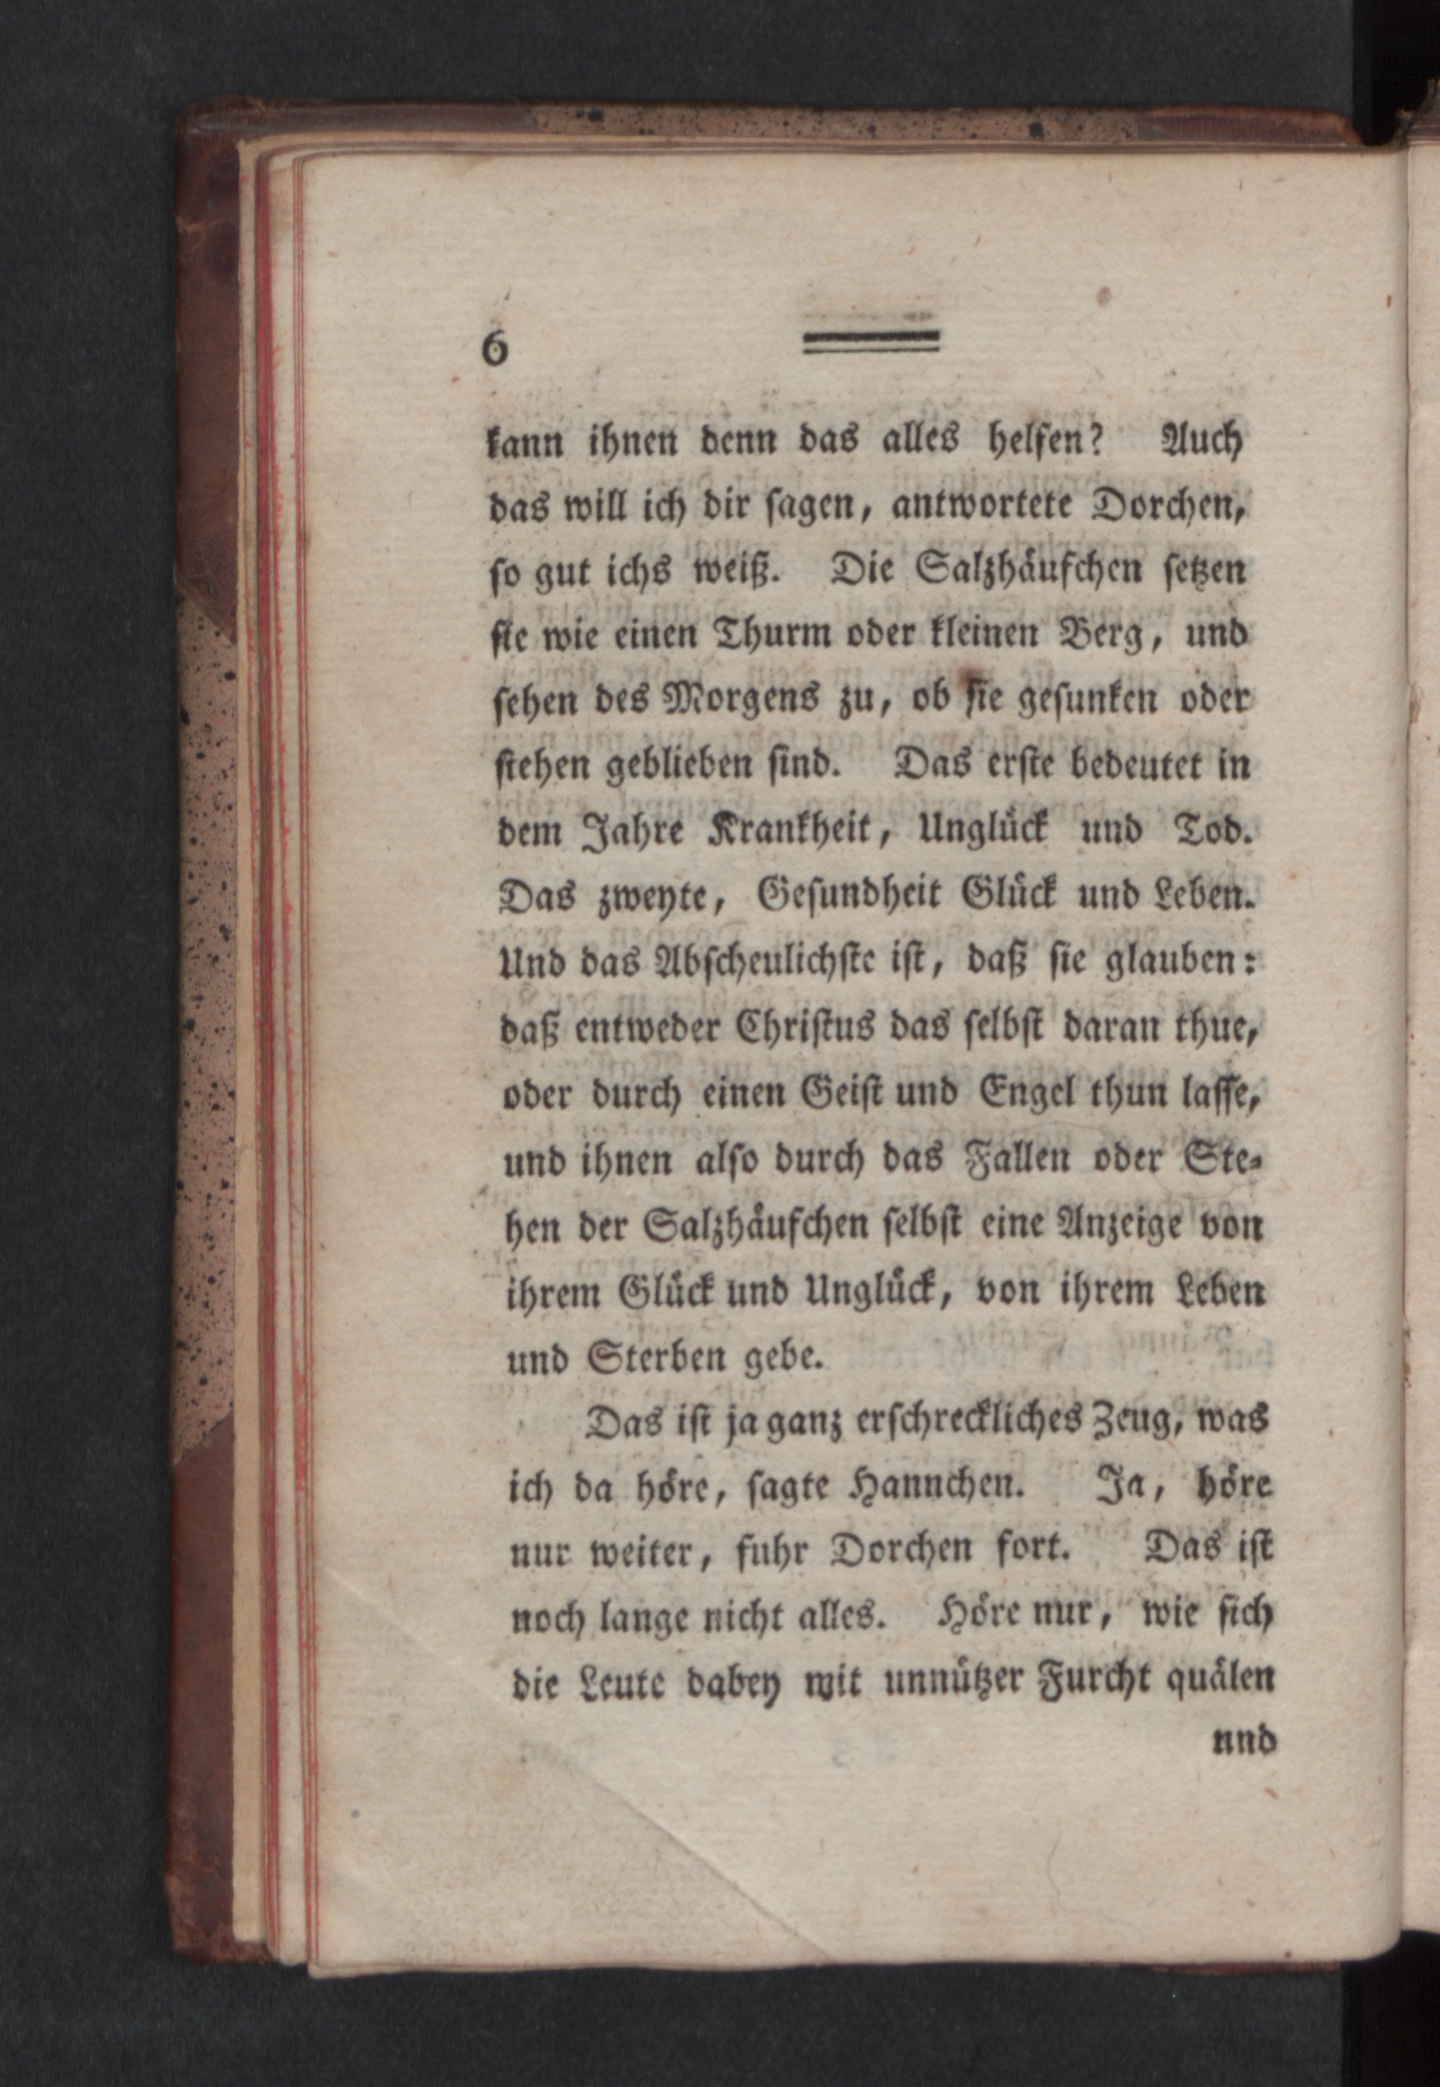 6
kann ihnen denn das alles helfen? Auch
das will ich dir ſagen, antwortete Dorchen,
ſo gut ichs weiß. Die Salzhäufchen ſetzen
ſie wie einen Thurm oder kleinen Berg, und
ſehen des Morgens zu, ob ſie geſunken oder
ſtehen geblieben ſind. Das erſte bedeutet in
dem Jahre Krankheit, Unglück und Tod.
Das zweyte, Geſundheit Glück und Leben.
Und das Abſcheulichſte iſt, daß ſie glauben:
daß entweder Chriſtus das ſelbſt daran thue,
oder durch einen Geiſt und Engel thun laſſe,
und ihnen alſo durch das Fallen oder Ste-
hen der Salzhäufchen ſelbſt eine Anzeige von
ihrem Glück und Unglück, von ihrem Leben
und Sterben gebe.
Das iſt ja ganz erſchreckliches Zeug, was
ich da höre, ſagte Hannchen. Ja, höre
nur weiter, fuhr Dorchen fort. Das iſt
noch lange nicht alles. Höre nur, wie ſich
die Leute dabey mit unnützer Furcht quälen
und